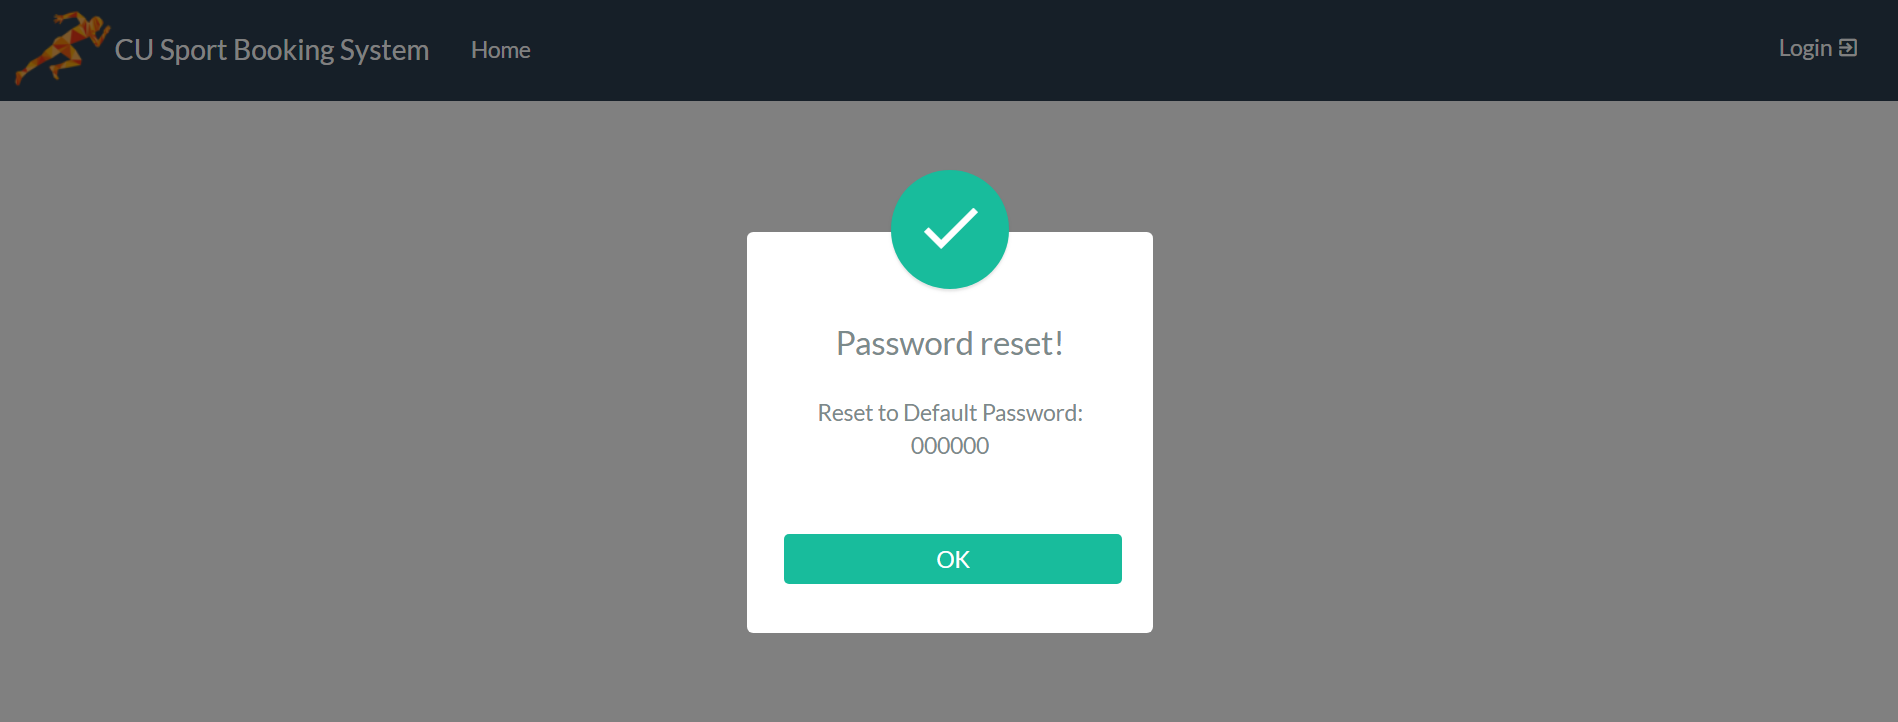 CU Sport Booking System
Home
Login
Password reset!
Reset to Default Password:
000000
OK